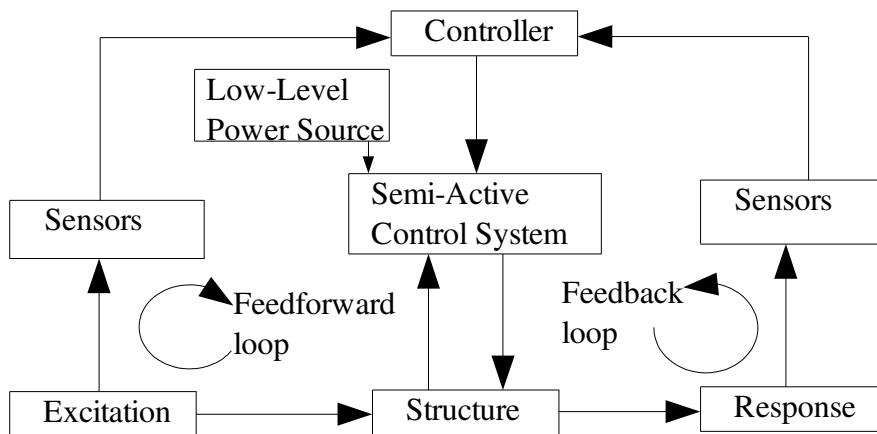 Controller
Low-Level
Power Source
Semi-Active
Control System
Sensors
Sensors
Feedforward
loop
Feedback
loop
Excitation
Structure
Response